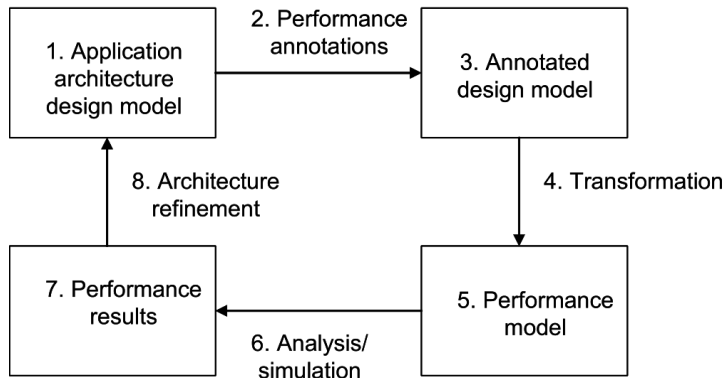 1. Application
architecture
design model
2. Performance
annotations
3. Annotated
design model
4. Transformation
5. Performance
model
6. Analysis/
simulation
7. Performance
results
8. Architecture
refinement